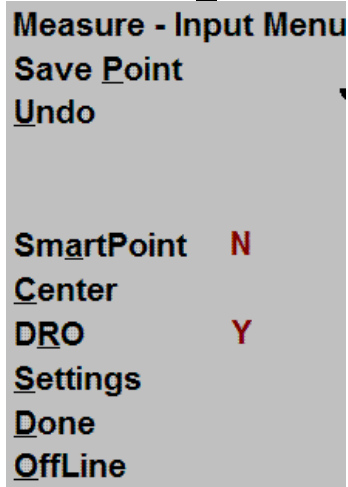 Measure - Input Menu
Save Point
Undo
SmartPoint N
Center
DRO Y
Settings
Done
OffLine